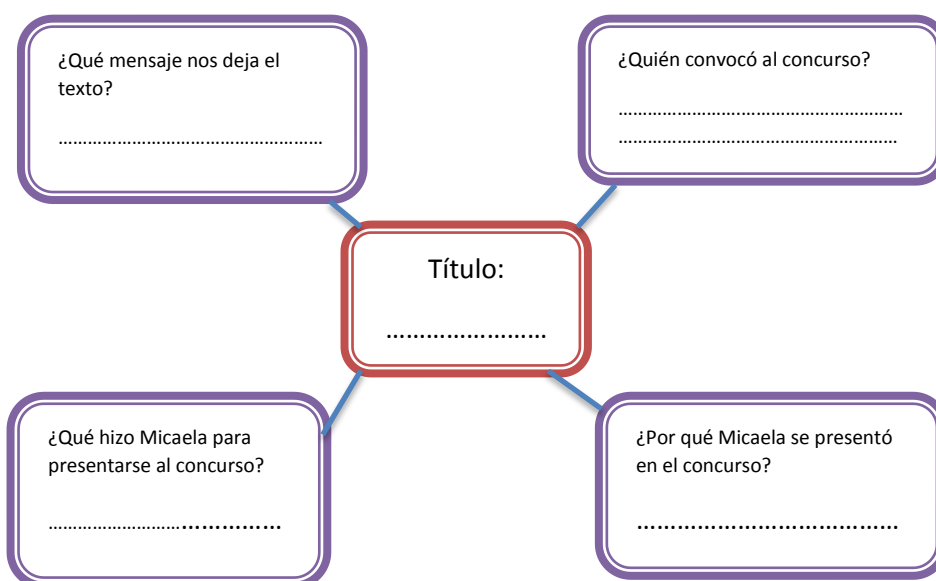 ¿Qué mensaje nos deja el
texto?
………………………………………………
¿Quién convocó al concurso?
…………………………………………………
…………………………………………………
Título:
……………………
¿Qué hizo Micaela para
presentarse al concurso?
……………………………………
¿Por qué Micaela se presentó
en el concurso?
…………………………………